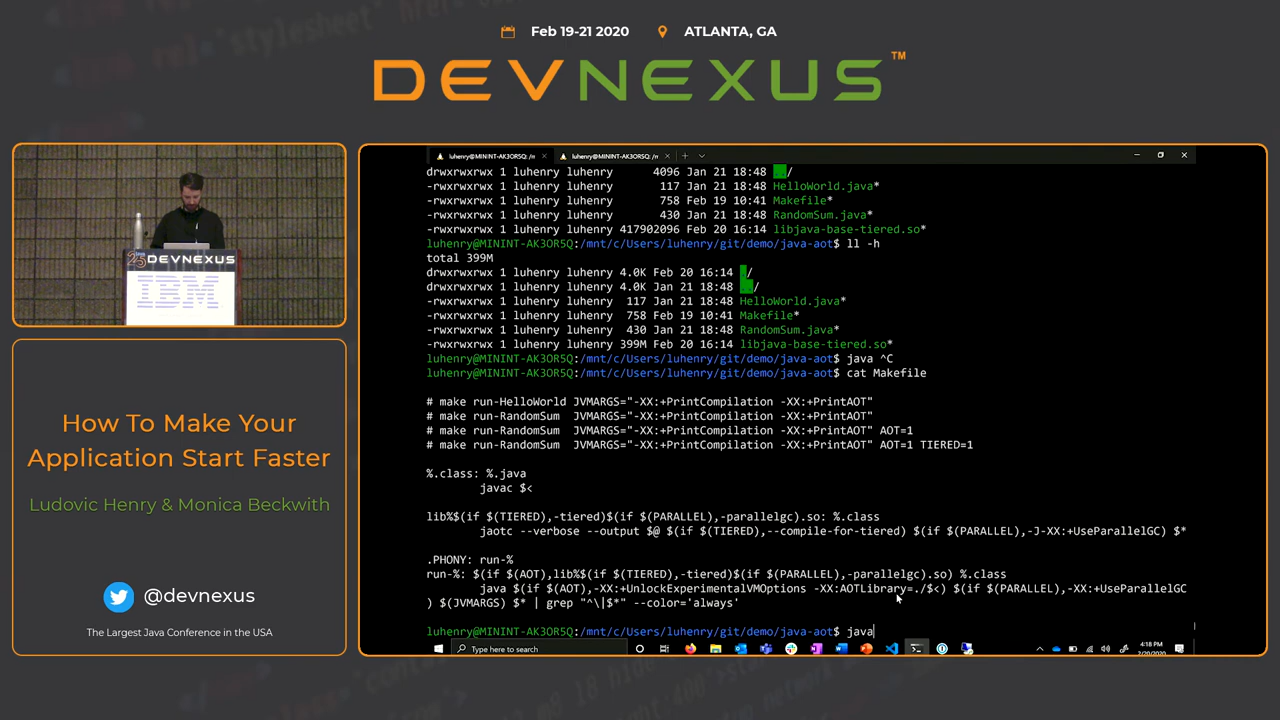 Feb 19-21 2020
ATLANTA, GA
DEVNEXUS™
25
DEVNEXUS
How To Make Your
Application Start Faster
Ludovic Henry & Monica Beckwith
@devnexus
The Largest Java Conference in the USA
luhenry@MININT-AK3OR5Q: /m
luhenry@MININT-AK3OR5Q: /m
drwxrwxrwx 1 luhenry luhenry 4096 Jan 21 18:48 ../
-rwxrwxrwx 1 luhenry luhenry 117 Jan 21 18:48 HelloWorld.java*
-rwxrwxrwx 1 luhenry luhenry 758 Feb 19 10:41 Makefile*
-rwxrwxrwx 1 luhenry luhenry 430 Jan 21 18:48 RandomSum.java*
-rwxrwxrwx 1 luhenry luhenry 417902096 Feb 20 16:14 libjava-base-tiered.so*
luhenry@MININT-AK3OR5Q:/mnt/c/Users/luhenry/git/demo/java-aot$ ll -h
total 399M
drwxrwxrwx 1 luhenry luhenry 4.0K Feb 20 16:14 ./
drwxrwxrwx 1 luhenry luhenry 4.0K Jan 21 18:48 ../
-rwxrwxrwx 1 luhenry luhenry 117 Jan 21 18:48 HelloWorld.java*
-rwxrwxrwx 1 luhenry luhenry 758 Feb 19 10:41 Makefile*
-rwxrwxrwx 1 luhenry luhenry 430 Jan 21 18:48 RandomSum.java*
-rwxrwxrwx 1 luhenry luhenry 399M Feb 20 16:14 libjava-base-tiered.so*
luhenry@MININT-AK3OR5Q:/mnt/c/Users/luhenry/git/demo/java-aot$ java ^C
luhenry@MININT-AK3OR5Q:/mnt/c/Users/luhenry/git/demo/java-aot$ cat Makefile
# make run-HelloWorld JVMARGS="-XX:+PrintCompilation -XX:+PrintAOT"
# make run-RandomSum JVMARGS="-XX:+PrintCompilation -XX:+PrintAOT"
# make run-RandomSum JVMARGS="-XX:+PrintCompilation -XX:+PrintAOT" AOT=1
# make run-RandomSum JVMARGS="-XX:+PrintCompilation -XX:+PrintAOT" AOT=1 TIERED=1
%.class: %.java
javac $<
lib%$(if $(TIERED),-tiered)$(if $(PARALLEL),-parallelgc).so: %.class
jaotc --verbose --output $@ $(if $(TIERED),--compile-for-tiered) $(if $(PARALLEL),-J-XX:+UseParallelGC) $*
.PHONY: run-%
run-%: $(if $(AOT),lib%$(if $(TIERED),-tiered)$(if $(PARALLEL),-parallelgc).so) %.class
java $(if $(AOT),-XX:+UnlockExperimentalVMOptions -XX:AOTLibrary=./$<) $(if $(PARALLEL),-XX:+UseParallelGC
) $(JVMARGS) $* | grep "^\|$*" --color='always'
luhenry@MININT-AK3OR5Q:/mnt/c/Users/luhenry/git/demo/java-aot$ java
Type here to search
4:18 PM
2/20/2020